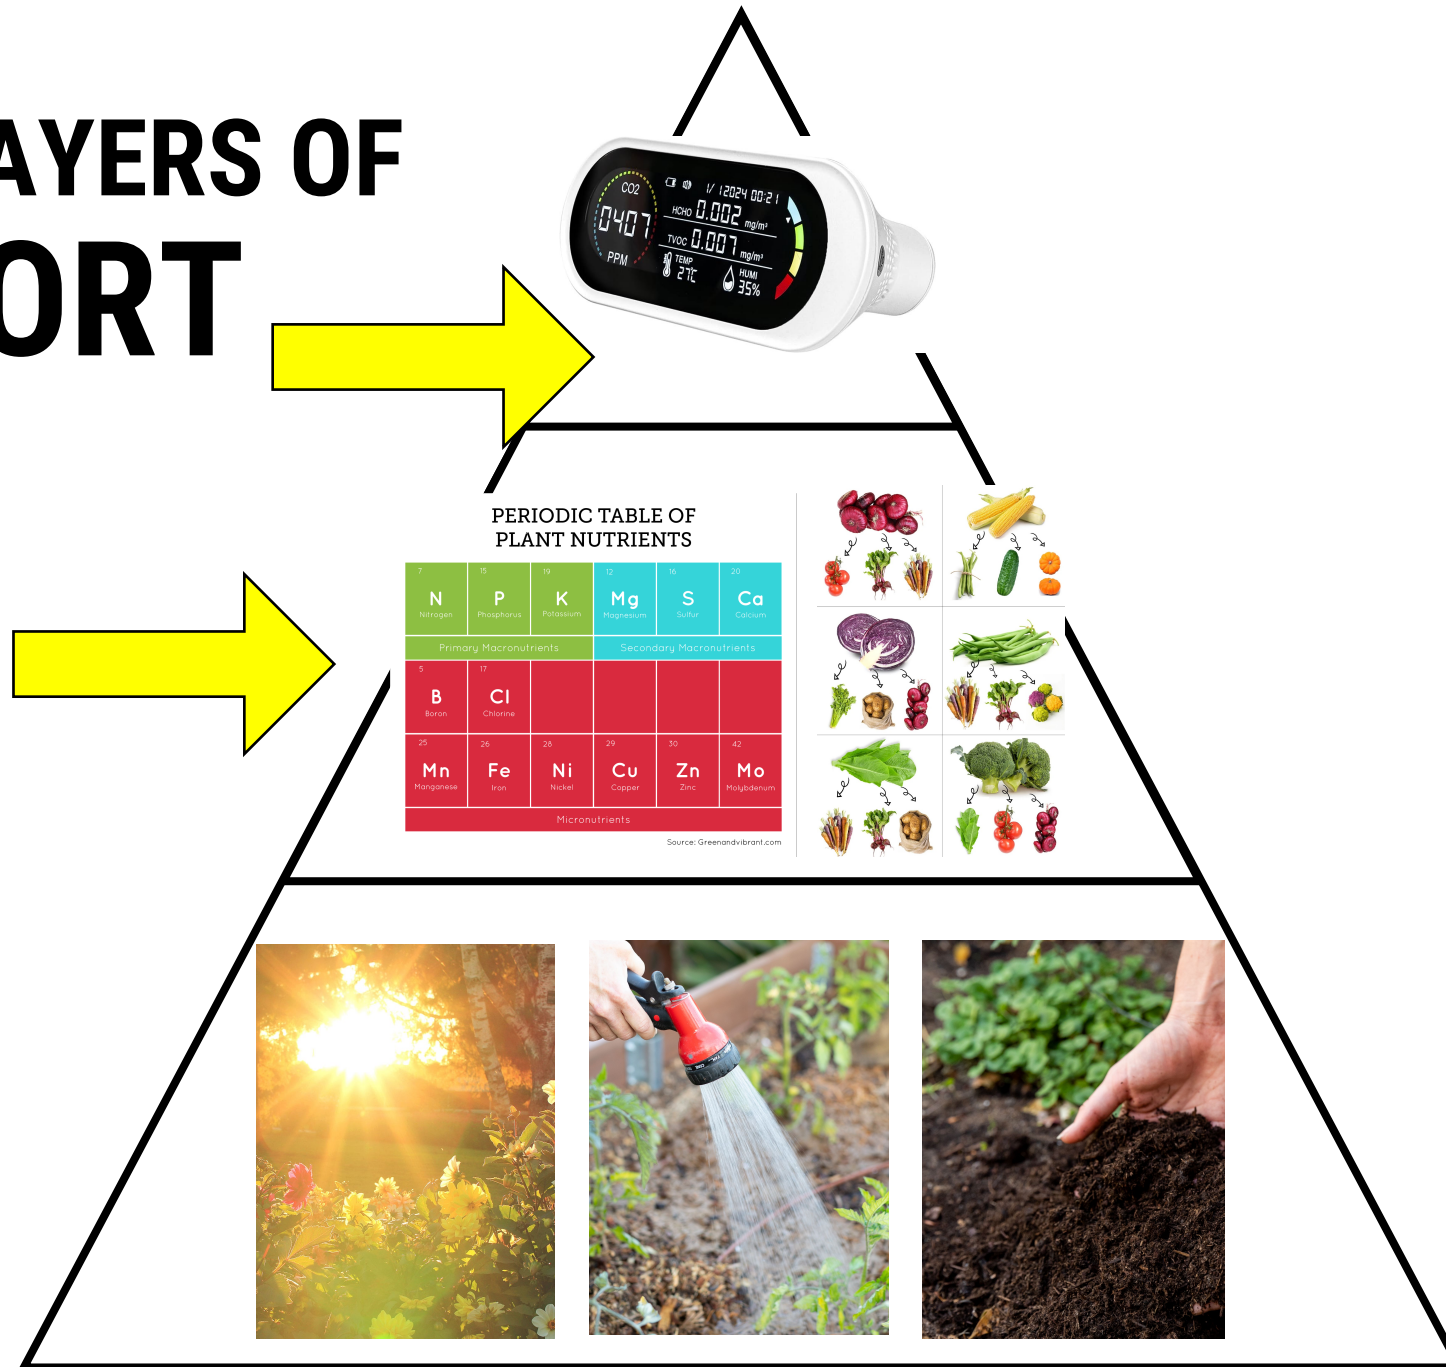 AYERS OF
ORT
CO2
0407
PPM
1/ 1 2024 00:21
HCHO 0.002 mg/m³
TVOC 0.007 mg/m³
TEMP
27℃
HUMI
35%
PERIODIC TABLE OF
PLANT NUTRIENTS
7 15 19 12 16 20
N P K Mg S Ca
Nitrogen Phosphorus Potassium Magnesium Sulfur Calcium
Primary Macronutrients Secondary Macronutrients
5 17
B Cl
Boron Chlorine
25 26 28 29 30 42
Mn Fe Ni Cu Zn Mo
Manganese Iron Nickel Copper Zinc Molybdenum
Micronutrients
Source: Greenandvibrant.com